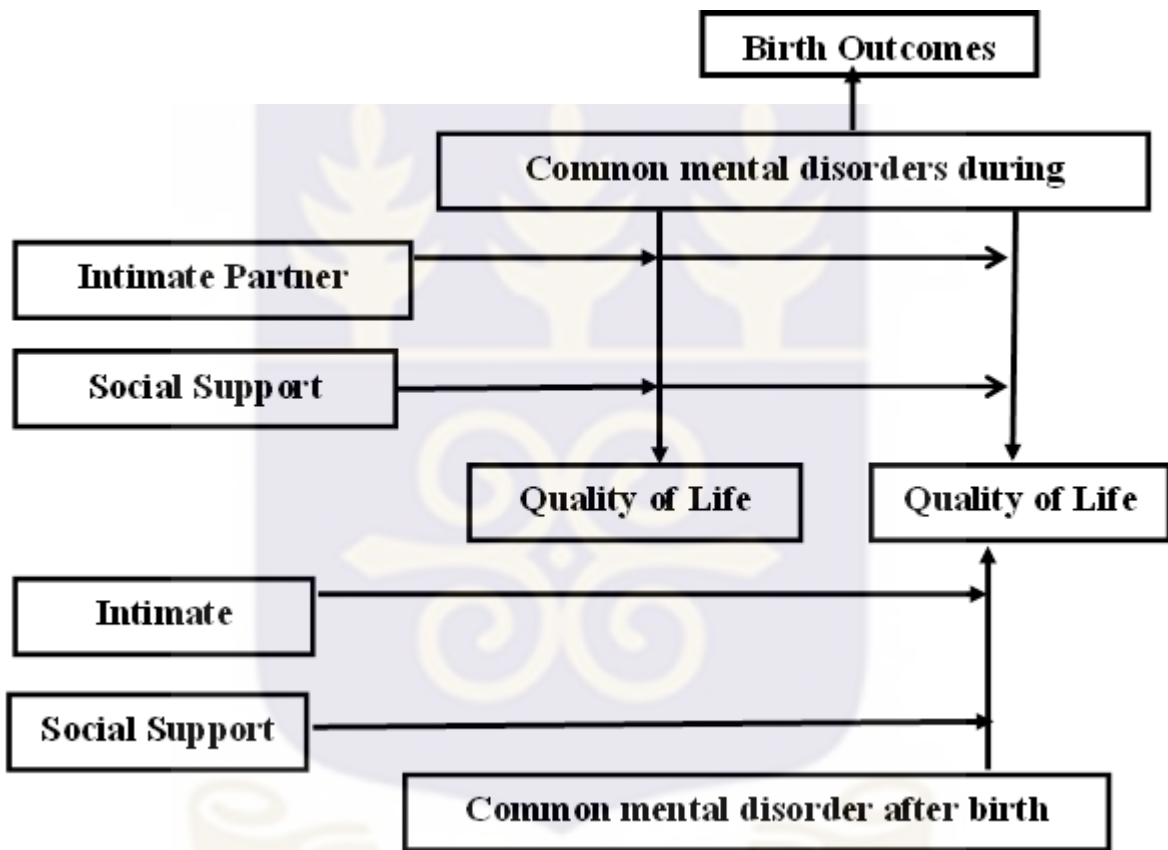 Birth Outcomes
Common mental disorders during
Intimate Partner
Social Support
Quality of Life
Quality of Life
Intimate
Social Support
Common mental disorder after birth